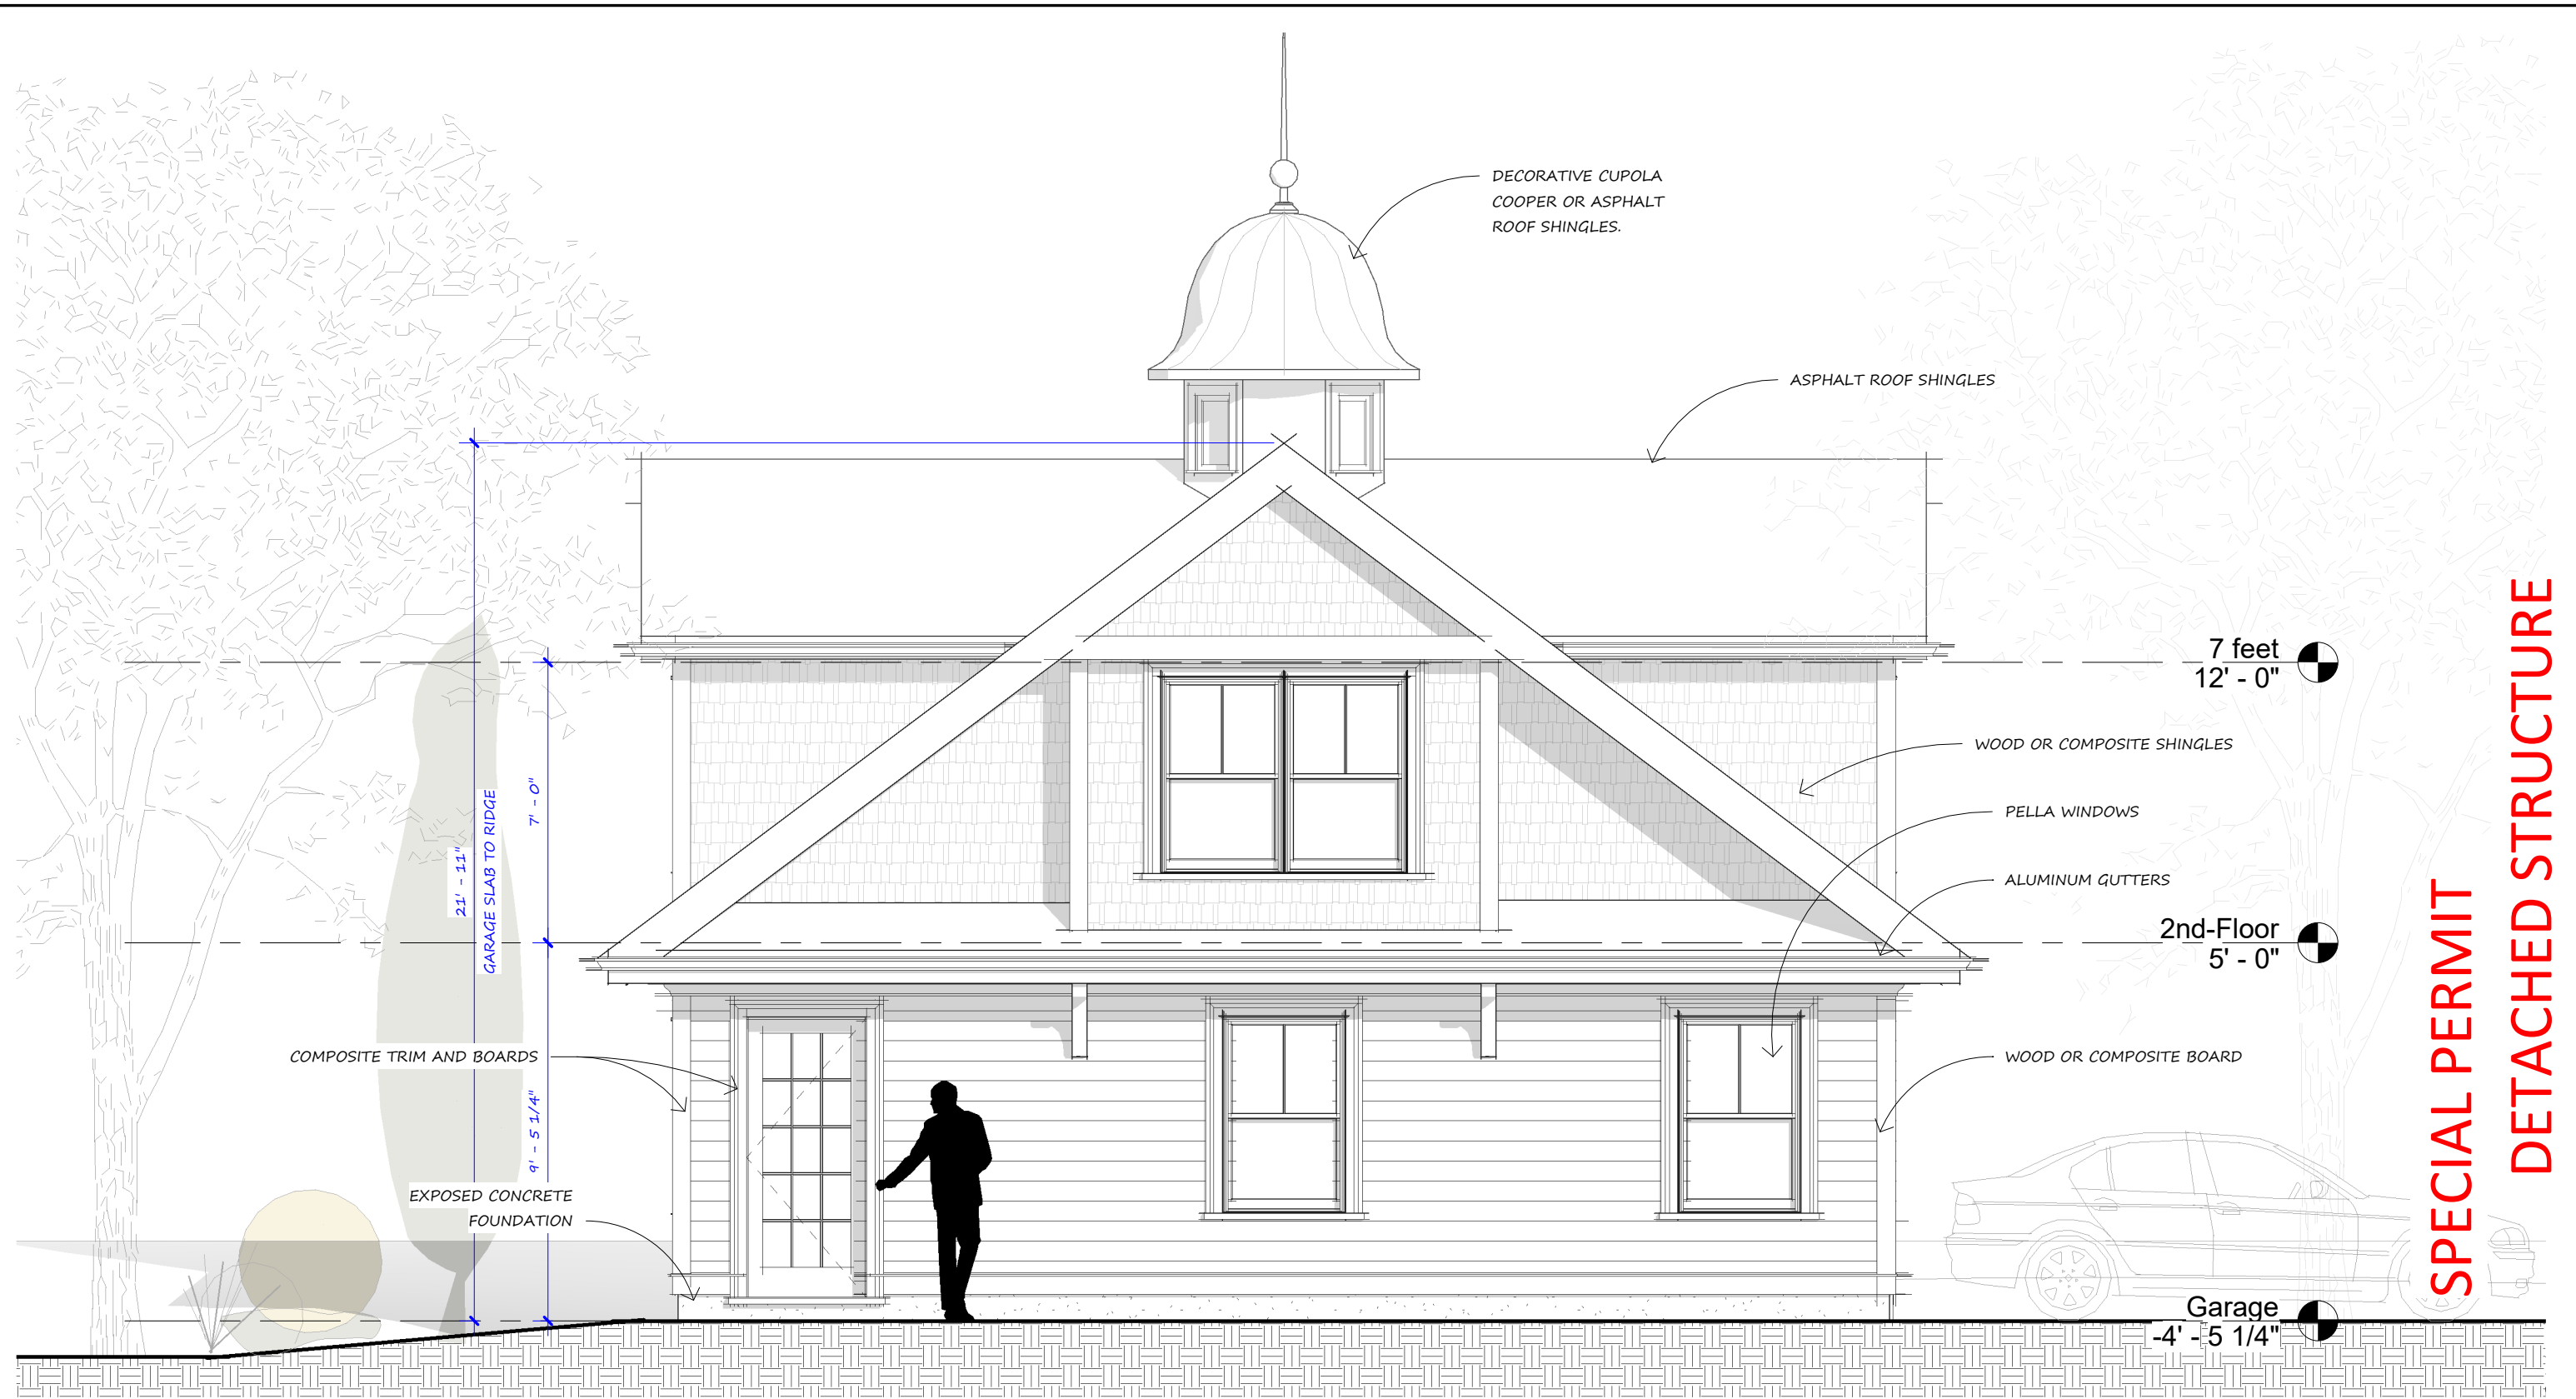 DECORATIVE CUPOLA
COOPER OR ASPHALT
ROOF SHINGLES.
ASPHALT ROOF SHINGLES
7 feet
12' - 0"
WOOD OR COMPOSITE SHINGLES
PELLA WINDOWS
ALUMINUM GUTTERS
2nd-Floor
5' - 0"
WOOD OR COMPOSITE BOARD
Garage
-4' - 5 1/4"
21' - 11"
GARAGE SLAB TO RIDGE
7' - 0"
9' - 5 1/4"
COMPOSITE TRIM AND BOARDS
EXPOSED CONCRETE
FOUNDATION
SPECIAL PERMIT
DETACHED STRUCTURE